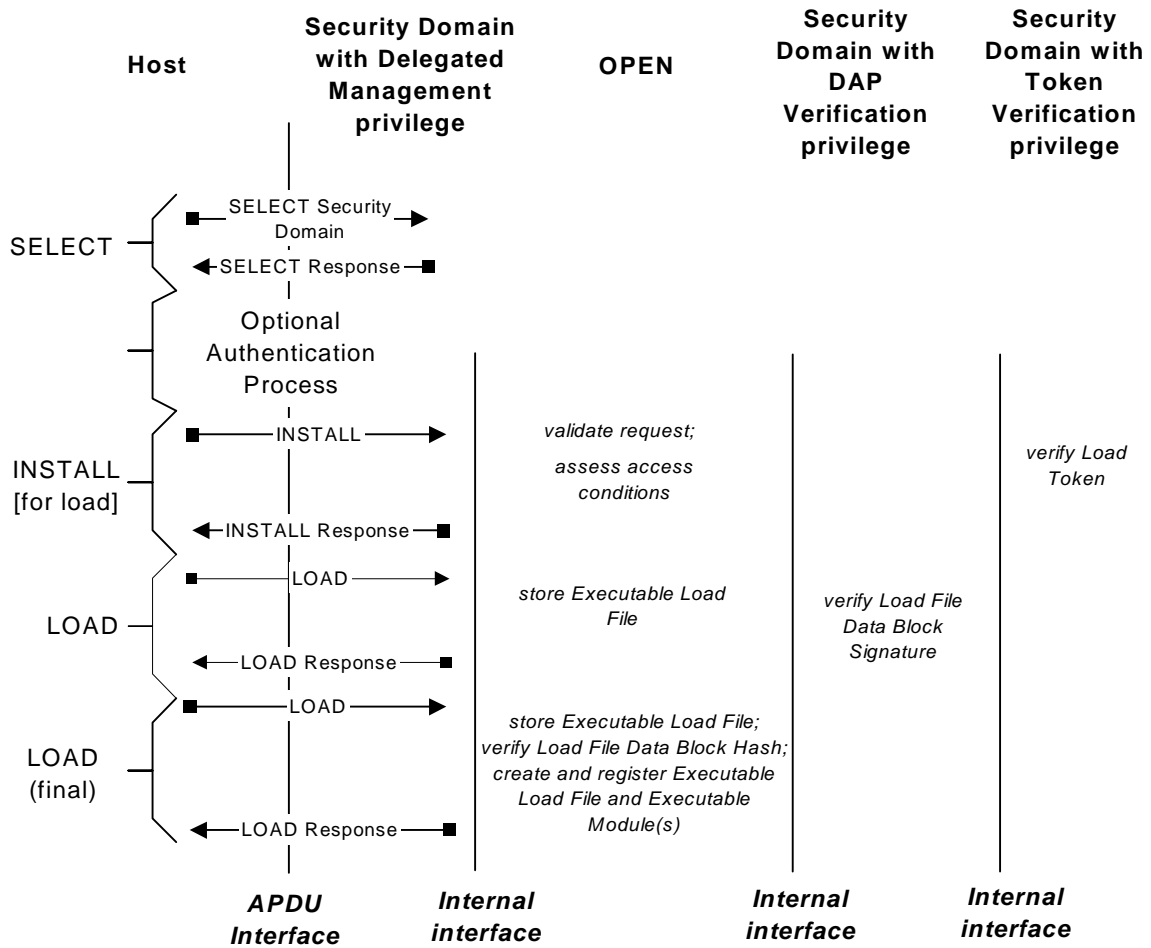 Host
Security Domain
with Delegated
Management
privilege
OPEN
Security
Domain with
DAP
Verification
privilege
Security
Domain with
Token
Verification
privilege
SELECT
SELECT Security
Domain
SELECT Response
Optional
Authentication
Process
INSTALL
[for load]
INSTALL
validate request;
assess access
conditions
verify Load
Token
INSTALL Response
LOAD
LOAD
store Executable Load
File
verify Load File
Data Block
Signature
LOAD Response
LOAD
(final)
LOAD
store Executable Load File;
verify Load File Data Block Hash;
create and register Executable
Load File and Executable
Module(s)
LOAD Response
APDU
Interface
Internal
interface
Internal
interface
Internal
interface